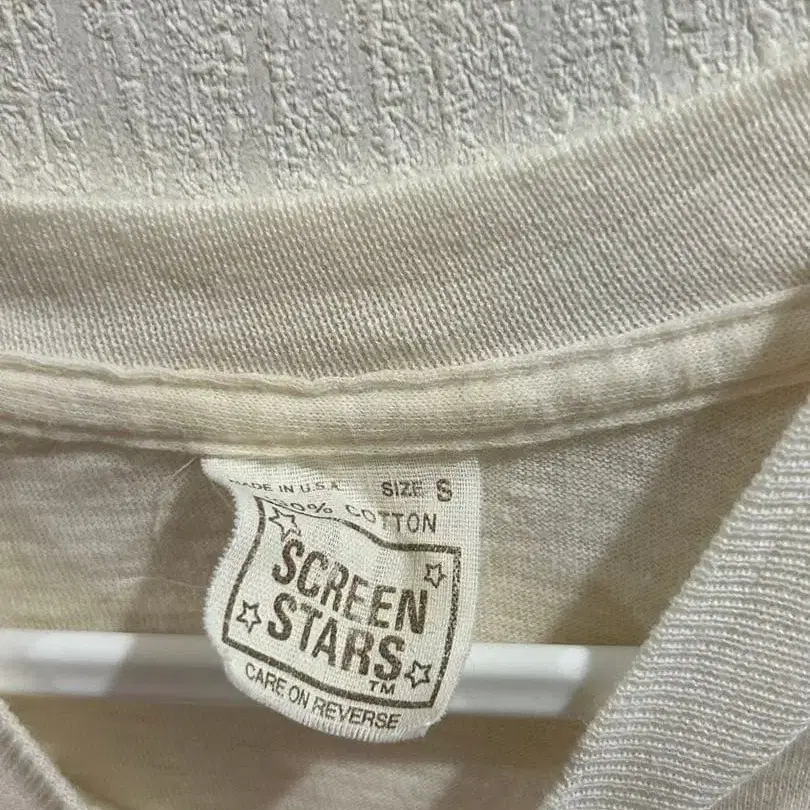 MADE IN U.S.A. SIZE S
100% COTTON
SCREEN
STARS
TM
CARE ON REVERSE